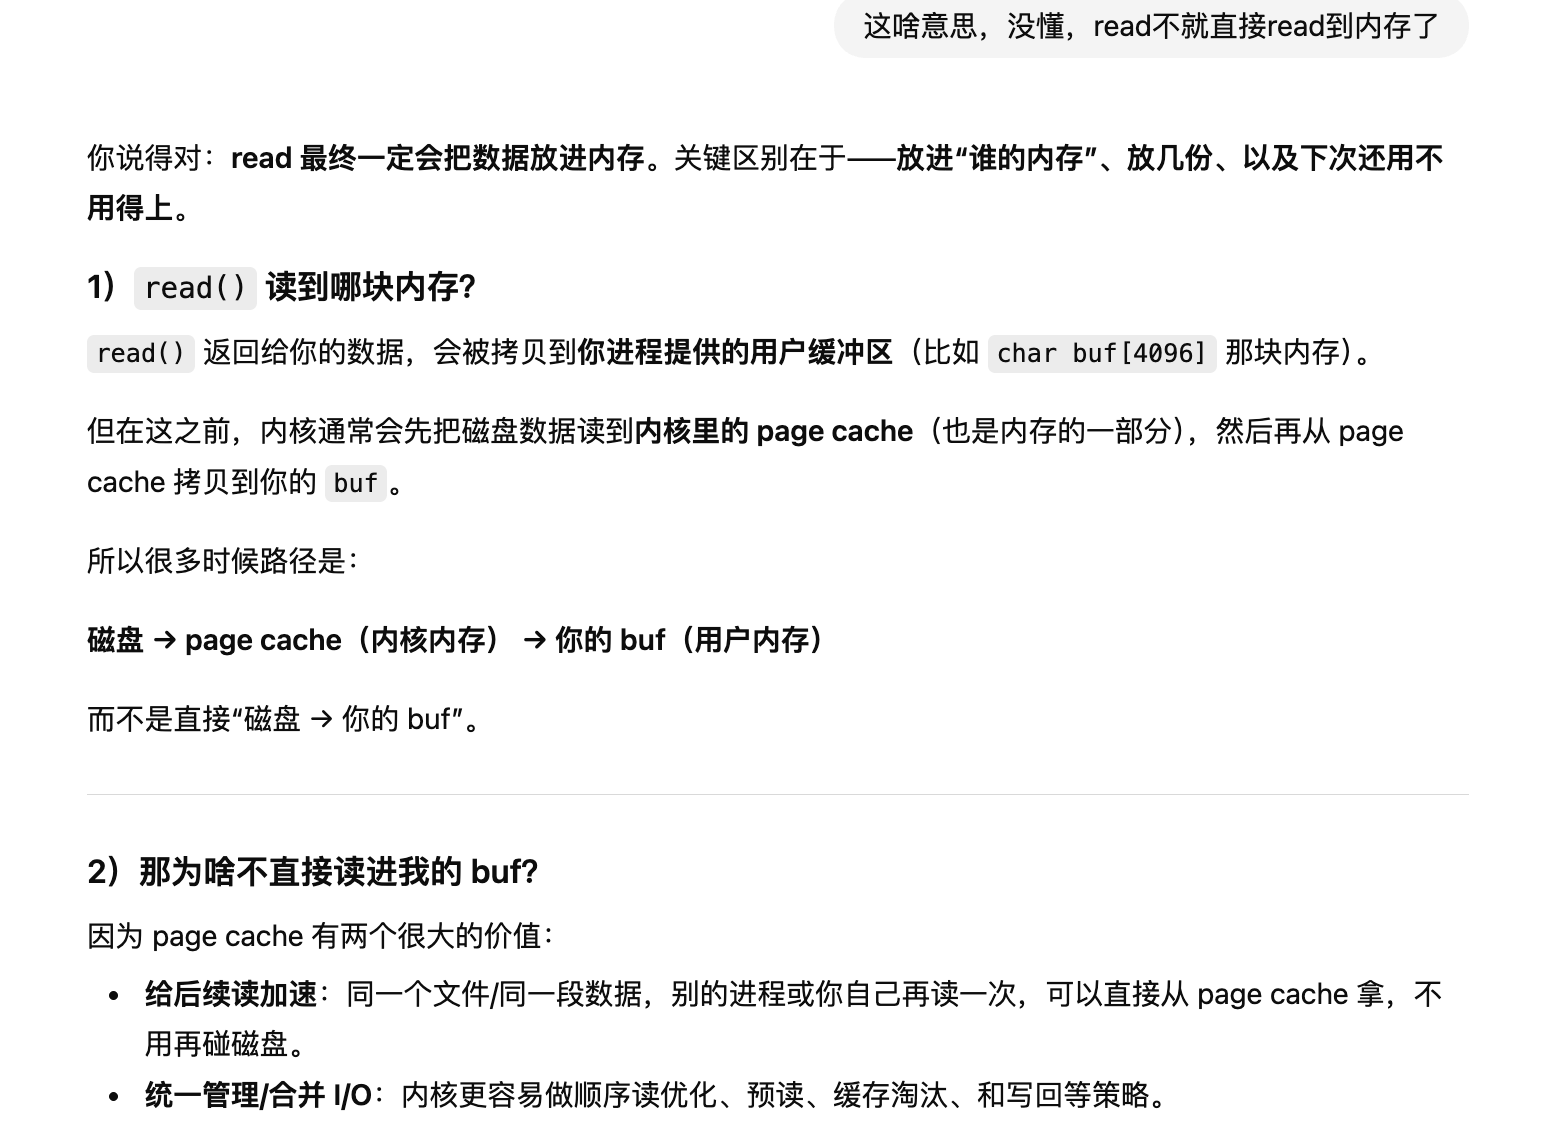 这啥意思，没懂，read不就直接read到内存了
你说得对：read 最终一定会把数据放进内存。关键区别在于——放进“谁的内存”、放几份、以及下次还用不
用得上。
1）read() 读到哪块内存？
read() 返回给你的数据，会被拷贝到你进程提供的用户缓冲区（比如 char buf[4096] 那块内存）。
但在这之前，内核通常会先把磁盘数据读到内核里的 page cache（也是内存的一部分），然后再从 page
cache 拷贝到你的 buf。
所以很多时候路径是：
磁盘 → page cache（内核内存） → 你的 buf（用户内存）
而不是直接“磁盘 → 你的 buf”。
2）那为啥不直接读进我的 buf？
因为 page cache 有两个很大的价值：
• 给后续读加速：同一个文件/同一段数据，别的进程或你自己再读一次，可以直接从 page cache 拿，不
用再碰磁盘。
• 统一管理/合并 I/O：内核更容易做顺序读优化、预读、缓存淘汰、和写回等策略。